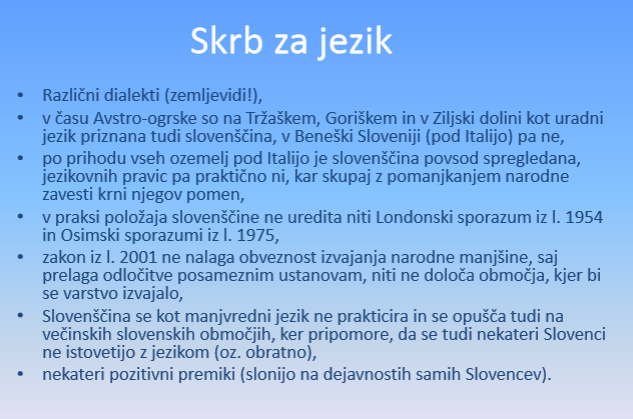 Skrb za jezik
• Različni dialekti (zemljevidi!),
• v času Avstro-ogrske so na Tržaškem, Goriškem in v Ziljski dolini kot uradni
jezik priznana tudi slovenščina, v Beneški Sloveniji (pod Italijo) pa ne,
• po prihodu vseh ozemelj pod Italijo je slovenščina povsod spregledana,
jezikovnih pravic pa praktično ni, kar skupaj z pomanjkanjem narodne
zavesti krni njegov pomen,
• v praksi položaja slovenščine ne uredita niti Londonski sporazum iz l. 1954
in Osimski sporazumi iz l. 1975,
• zakon iz l. 2001 ne nalaga obveznost izvajanja narodne manjšine, saj
prelaga odločitve posameznim ustanovam, niti ne določa območja, kjer bi
se varstvo izvajalo,
• Slovenščina se kot manjvredni jezik ne prakticira in se opušča tudi na
večinskih slovenskih območjih, ker pripomore, da se tudi nekateri Slovenci
ne istovetijo z jezikom (oz. obratno),
• nekateri pozitivni premiki (slonijo na dejavnostih samih Slovencev).